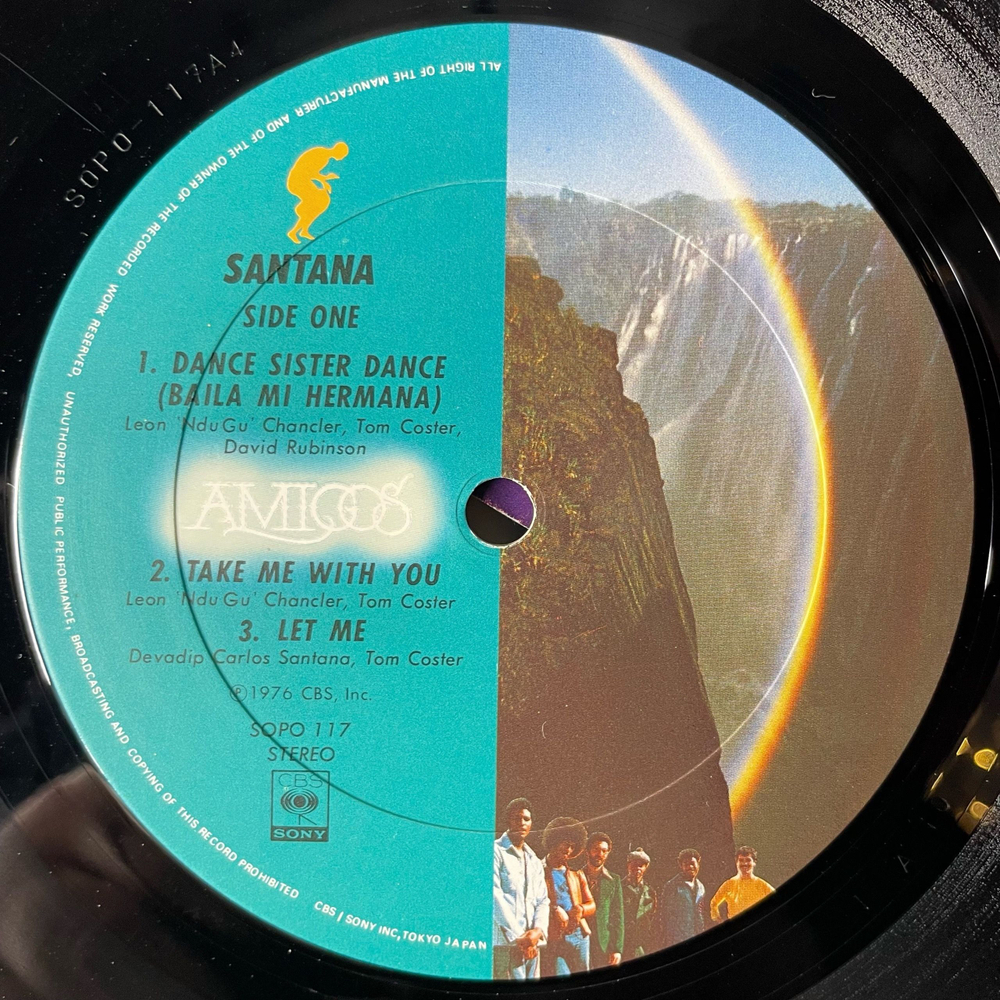 SOPO-117A4
SANTANA
SIDE ONE
1. DANCE SISTER DANCE
(BAILA MI HERMANA)
Leon 'NduGu' Chancler, Tom Coster,
David Rubinson
AMIGOS
2. TAKE ME WITH YOU
Leon 'NduGu' Chancler, Tom Coster
3. LET ME
Devadip Carlos Santana, Tom Coster
Ⓟ1976 CBS, Inc.
SOPO 117
STEREO
CBS
SONY
ALL RIGHT OF THE MANUFACTURER AND OF THE OWNER OF THE RECORDED WORK RESERVED, UNAUTHORIZED PUBLIC PERFORMANCE, BROADCASTING AND COPYING OF THIS RECORD PROHIBITED CBS / SONY INC, TOKYO JAPAN